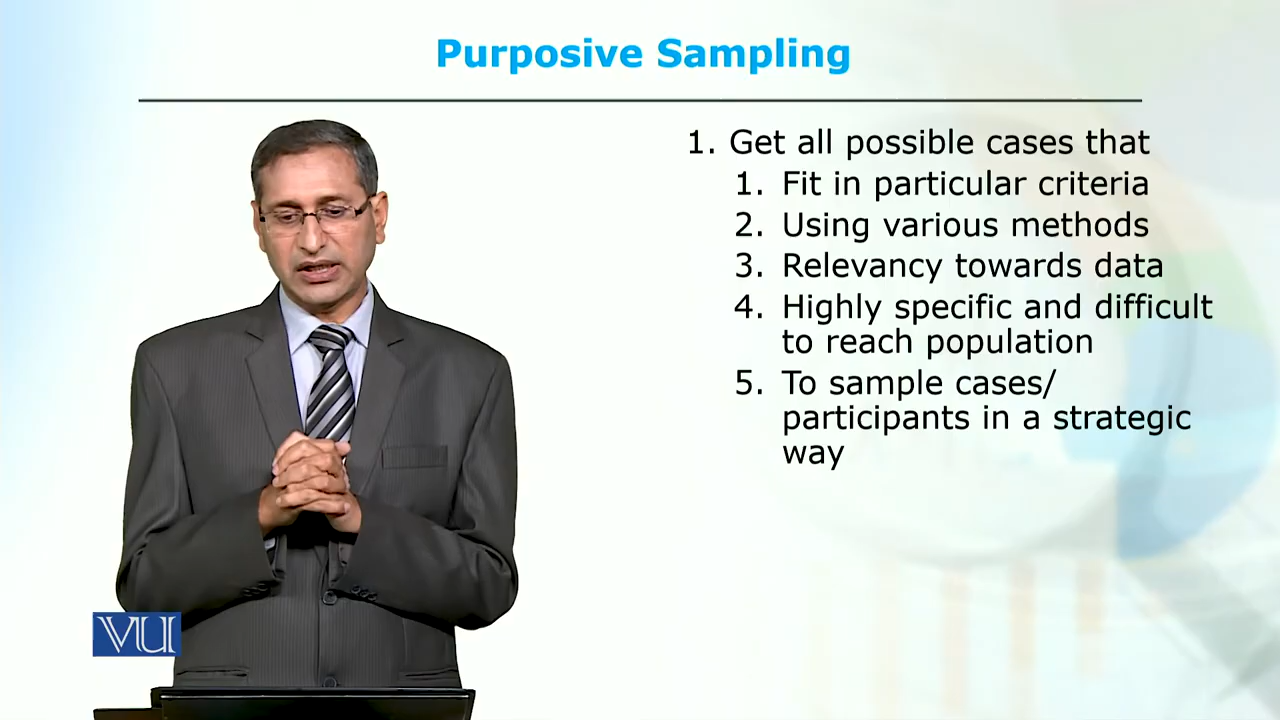 Purposive Sampling
1. Get all possible cases that
1. Fit in particular criteria
2. Using various methods
3. Relevancy towards data
4. Highly specific and difficult
to reach population
5. To sample cases/
participants in a strategic
way
VU